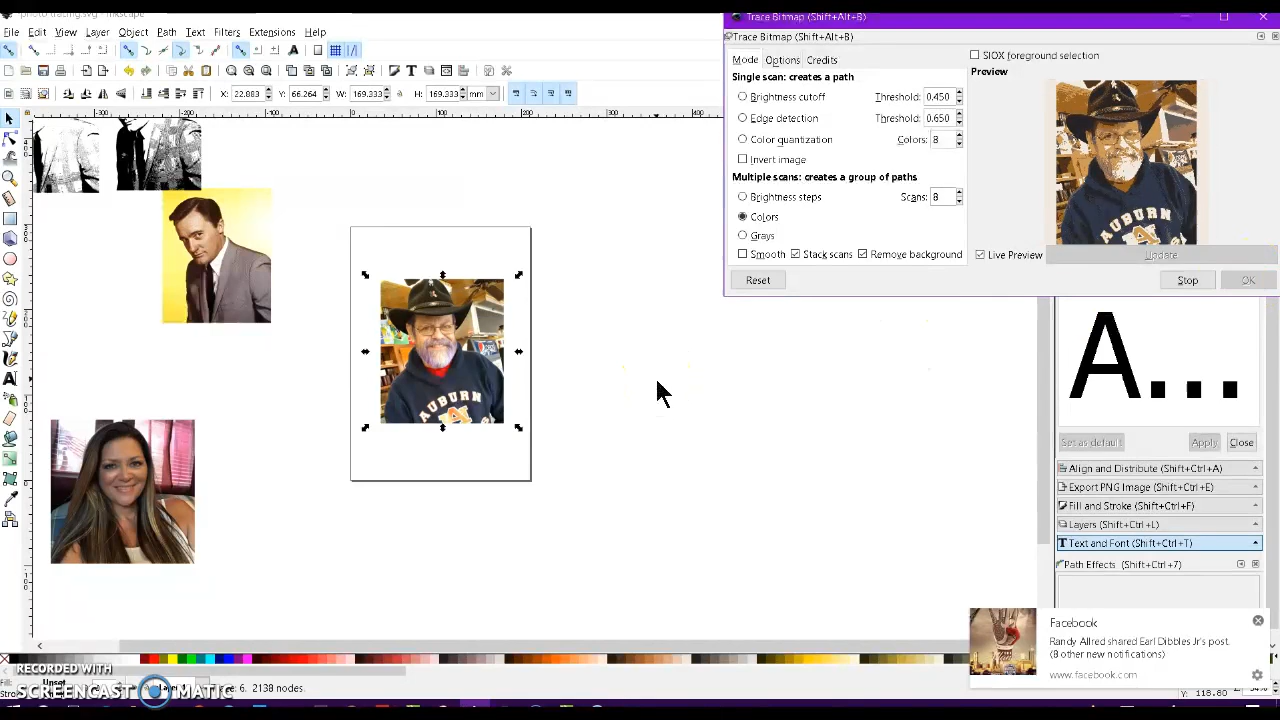 photo tracing.svg - Inkscape
Trace Bitmap (Shift+Alt+B)
File Edit View Layer Object Path Text Filters Extensions Help
Trace Bitmap (Shift+Alt+B)
Mode Options Credits
SIOX foreground selection
Single scan: creates a path
Preview
Brightness cutoff Threshold: 0.450
Edge detection Threshold: 0.650
Color quantization Colors: 8
Invert image
Multiple scans: creates a group of paths
Brightness steps Scans: 8
Colors
Grays
Smooth Stack scans Remove background
Live Preview Update
Reset Stop OK
X: 22.883 Y: 66.264 W: 169.333 H: 169.333 mm
AUBURN
A
AUBURN
A
A...
Set as default Apply Close
Align and Distribute (Shift+Ctrl+A)
Export PNG Image (Shift+Ctrl+E)
Fill and Stroke (Shift+Ctrl+F)
Layers (Shift+Ctrl+L)
Text and Font (Shift+Ctrl+T)
Path Effects (Shift+Ctrl+7)
Facebook
Randy Allred shared Earl Dibbles Jr's post.
(8 other new notifications)
www.facebook.com
RECORDED WITH
SCREENCAST MATIC
Unset
6, 2138 nodes.
Y: 118.80